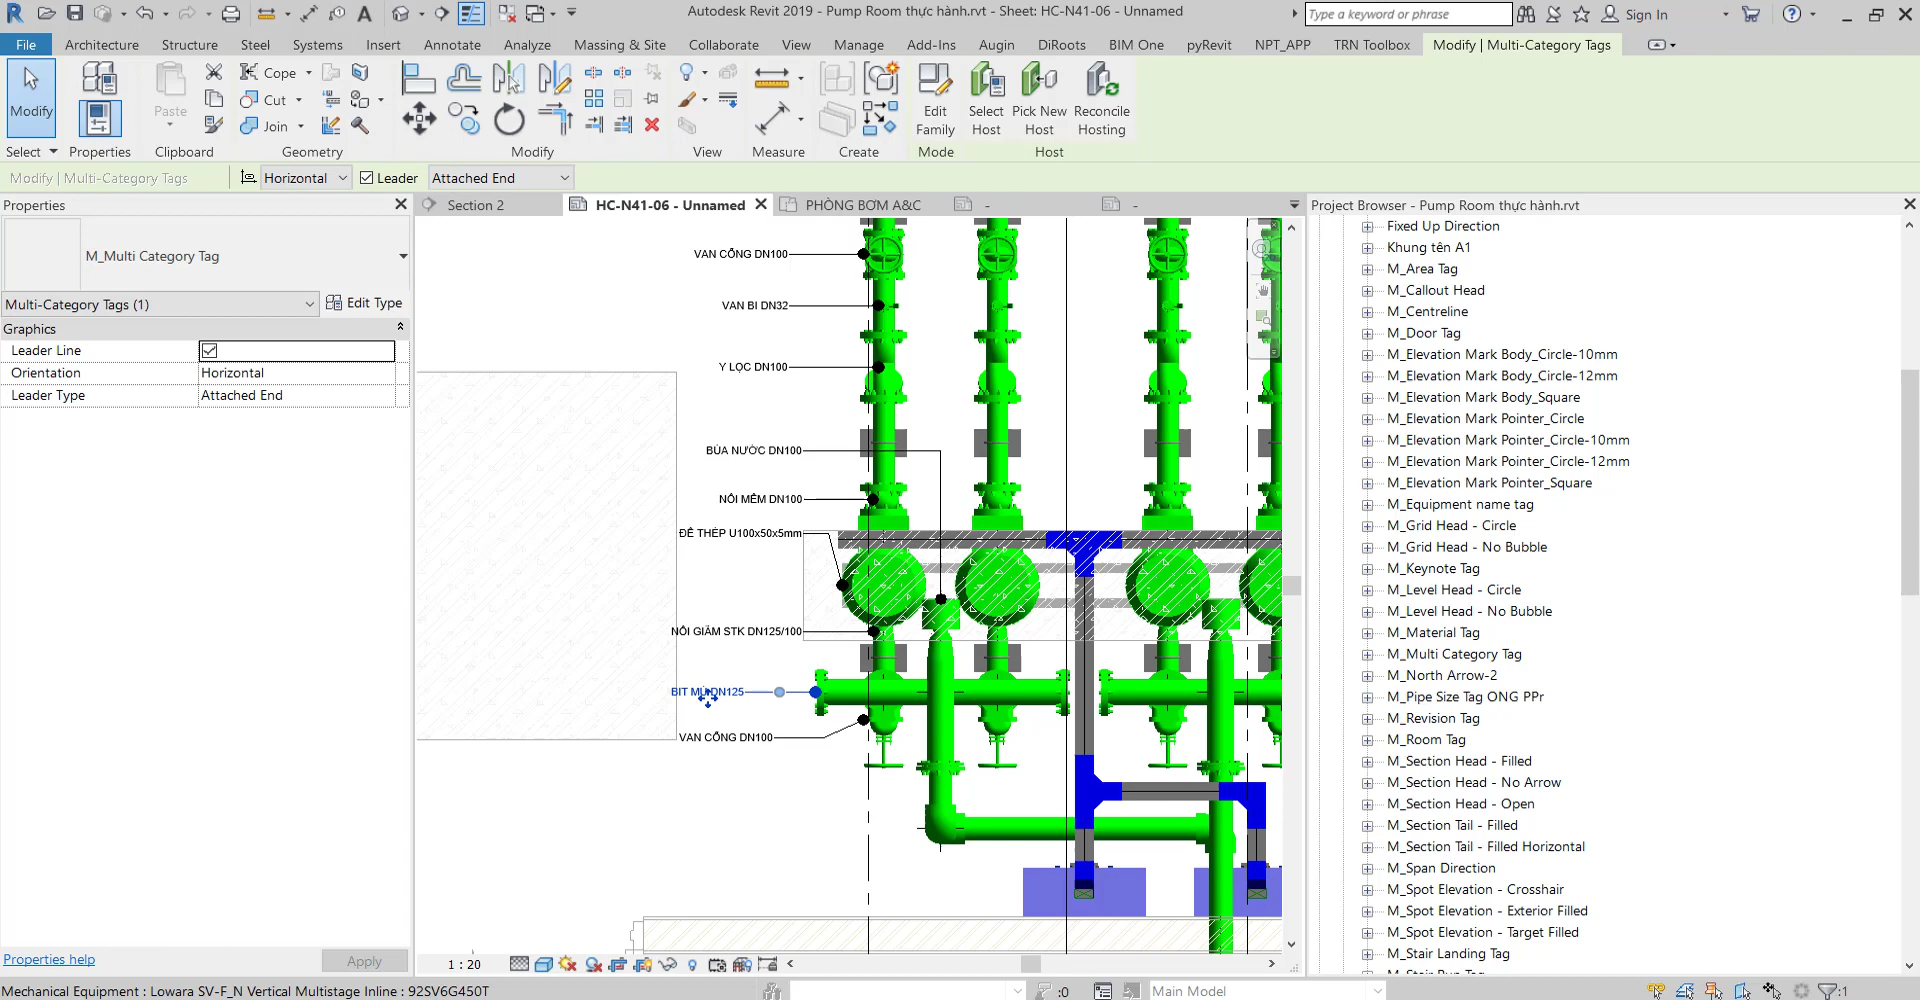 Autodesk Revit 2019 - Pump Room thực hành.rvt - Sheet: HC-N41-06 - Unnamed
Type a keyword or phrase
Sign In
File Architecture Structure Steel Systems Insert Annotate Analyze Massing & Site Collaborate View Manage Add-Ins Augin DiRoots BIM One pyRevit NPT_APP TRN Toolbox Modify | Multi-Category Tags
Modify
Paste
Cope
Cut
Join
Edit Family
Select Host
Pick New Host
Reconcile Hosting
Select Properties Clipboard Geometry Modify View Measure Create Mode Host
Modify | Multi-Category Tags Horizontal Leader Attached End
Properties
Section 2
HC-N41-06 - Unnamed
PHÒNG BƠM A&C
-
-
Project Browser - Pump Room thực hành.rvt
M_Multi Category Tag
Multi-Category Tags (1)
Edit Type
Graphics
Leader Line
Orientation Horizontal
Leader Type Attached End
Properties help
Apply
VAN CỔNG DN100
VAN BI DN32
Y LỌC DN100
BÚA NƯỚC DN100
NỐI MỀM DN100
ĐẾ THÉP U100x50x5mm
NỐI GIẢM STK DN125/100
BIT MÙ DN125
VAN CỔNG DN100
1 : 20
Fixed Up Direction
Khung tên A1
M_Area Tag
M_Callout Head
M_Centreline
M_Door Tag
M_Elevation Mark Body_Circle-10mm
M_Elevation Mark Body_Circle-12mm
M_Elevation Mark Body_Square
M_Elevation Mark Pointer_Circle
M_Elevation Mark Pointer_Circle-10mm
M_Elevation Mark Pointer_Circle-12mm
M_Elevation Mark Pointer_Square
M_Equipment name tag
M_Grid Head - Circle
M_Grid Head - No Bubble
M_Keynote Tag
M_Level Head - Circle
M_Level Head - No Bubble
M_Material Tag
M_Multi Category Tag
M_North Arrow-2
M_Pipe Size Tag ONG PPr
M_Revision Tag
M_Room Tag
M_Section Head - Filled
M_Section Head - No Arrow
M_Section Head - Open
M_Section Tail - Filled
M_Section Tail - Filled Horizontal
M_Span Direction
M_Spot Elevation - Crosshair
M_Spot Elevation - Exterior Filled
M_Spot Elevation - Target Filled
M_Stair Landing Tag
M_Stair Run Tag
Mechanical Equipment : Lowara SV-F_N Vertical Multistage Inline : 92SV6G450T
:0
Main Model
:1